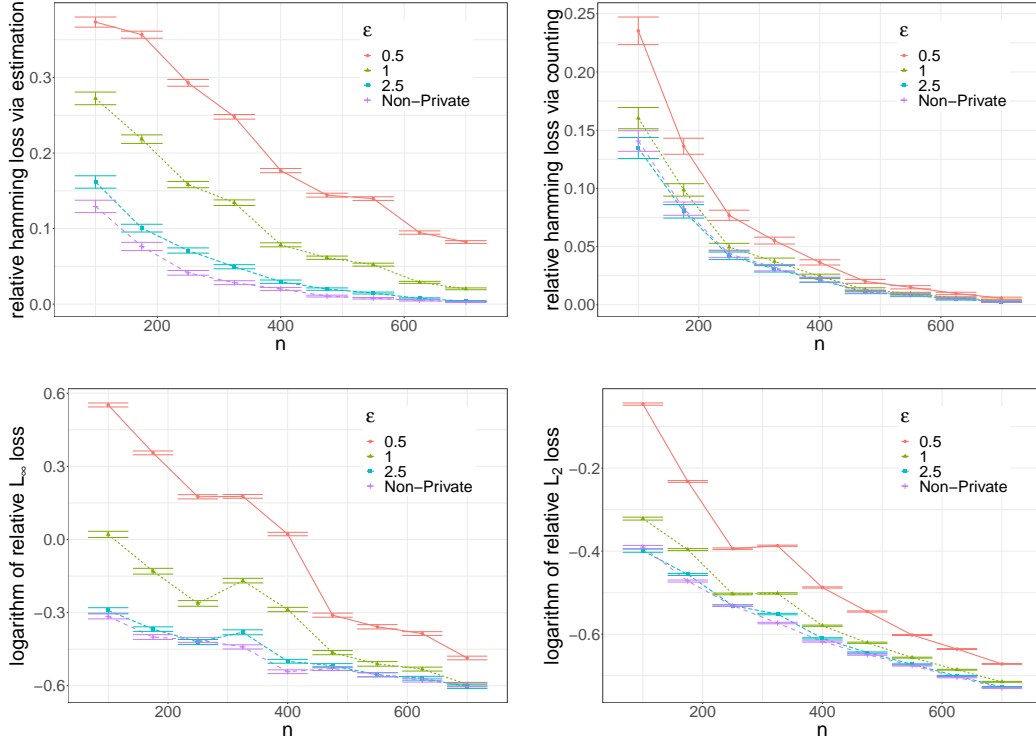 relative hamming loss via estimation
0.3
0.2
0.1
0.0
200
400
600
n
ε
0.5
1
2.5
Non−Private
relative hamming loss via counting
0.25
0.20
0.15
0.10
0.05
0.00
200
400
600
n
ε
0.5
1
2.5
Non−Private
logarithm of relative L∞ loss
0.6
0.3
0.0
−0.3
−0.6
200
400
600
n
ε
0.5
1
2.5
Non−Private
logarithm of relative L2 loss
−0.2
−0.4
−0.6
200
400
600
n
ε
0.5
1
2.5
Non−Private